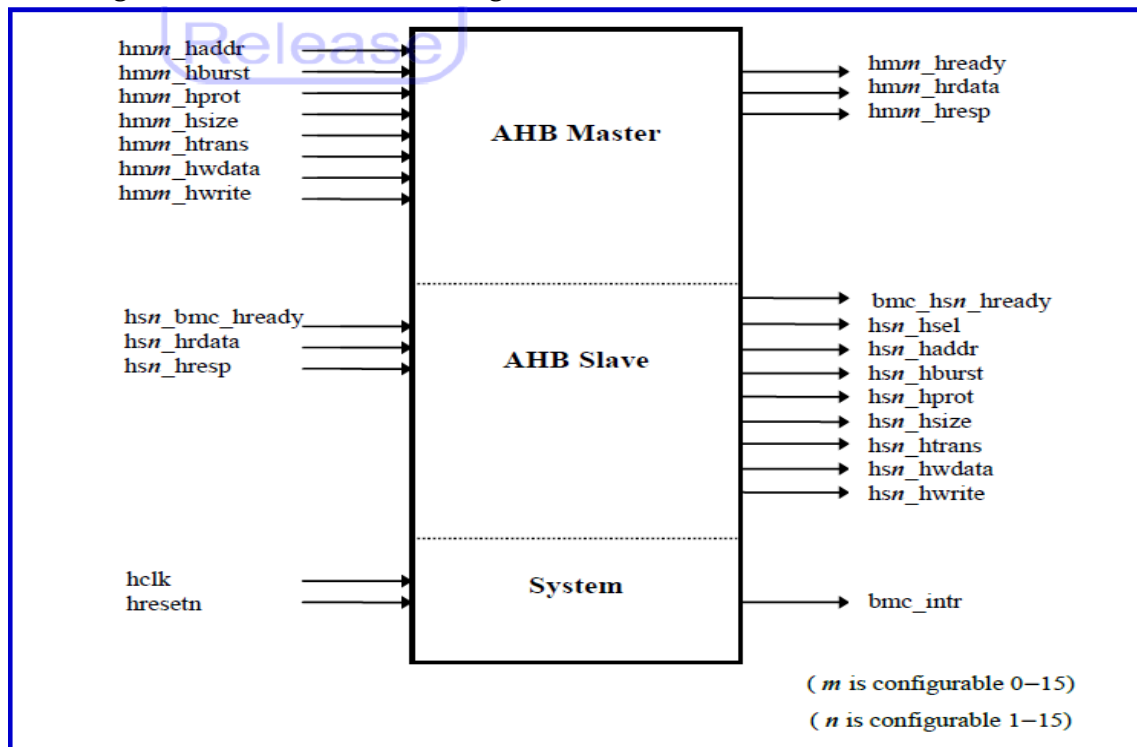 Release
hmm_haddr
hmm_hburst
hmm_hprot
hmm_hsize
hmm_htrans
hmm_hwdata
hmm_hwrite
AHB Master
hmm_hready
hmm_hrdata
hmm_hresp
hsn_bmc_hready
hsn_hrdata
hsn_hresp
AHB Slave
bmc_hsn_hready
hsn_hsel
hsn_haddr
hsn_hburst
hsn_hprot
hsn_hsize
hsn_htrans
hsn_hwdata
hsn_hwrite
hclk
hresetn
System
bmc_intr
( m is configurable 0–15)
( n is configurable 1–15)